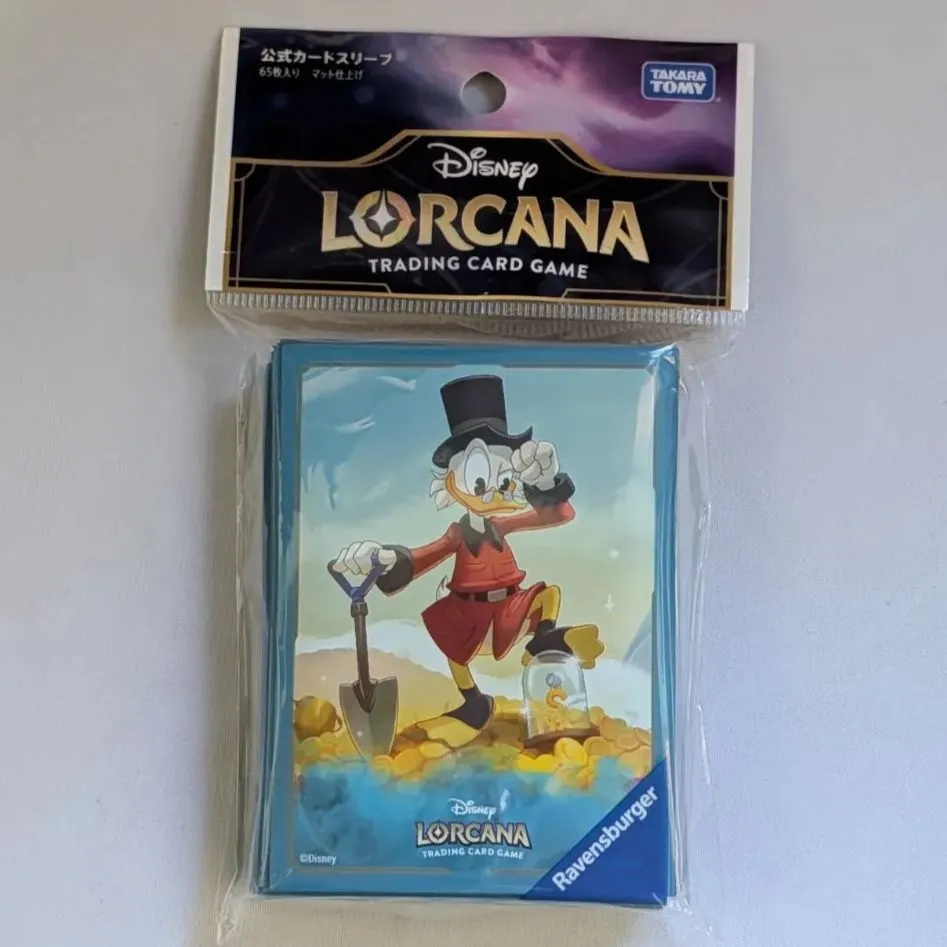 公式カードスリーブ
65枚入り マット仕上げ
TAKARA
TOMY
Disney
LORCANA
TRADING CARD GAME
Disney
LORCANA
TRADING CARD GAME
©Disney
Ravensburger